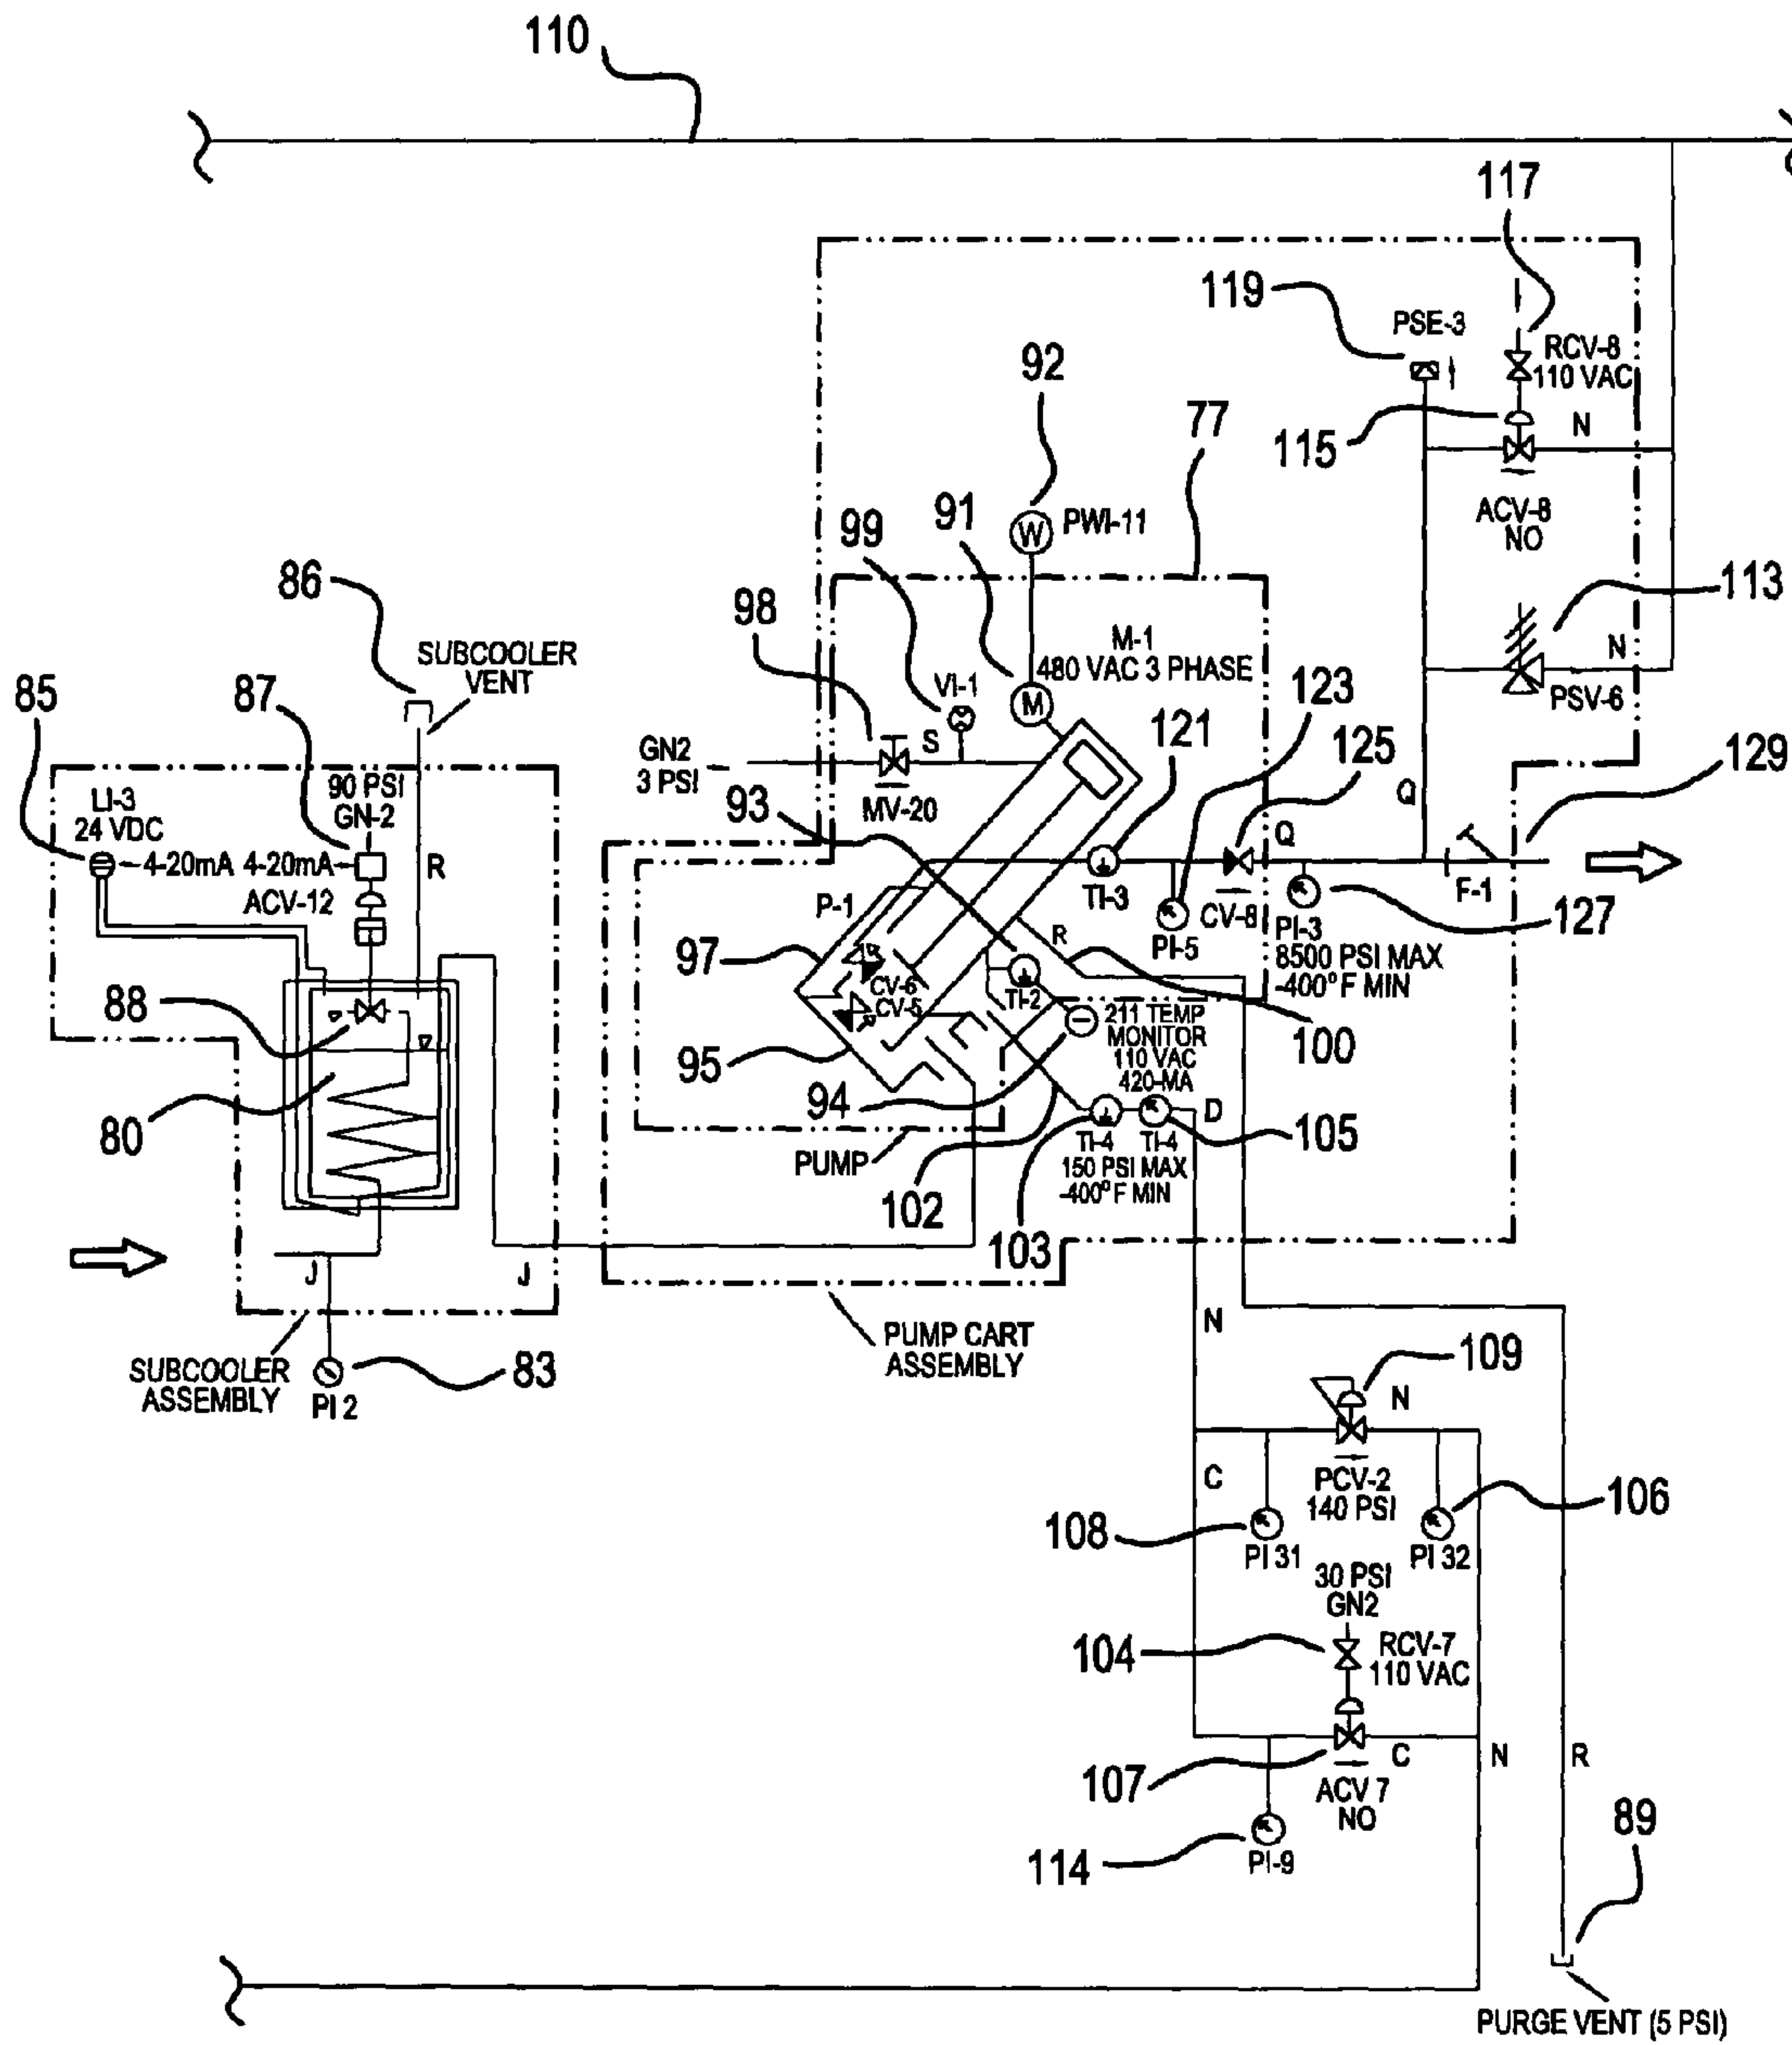 110
117
119
PSE-3
RCV-8
110 VAC
92
77
N
115
ACV-8
NO
91
W
PWI-11
99
86
98
M-1
480 VAC 3 PHASE
113
SUBCOOLER
VENT
85
87
VI-1
M
123
N
PSV-6
121
S
GN2
3 PSI
125
129
90 PSI
GN-2
LI-3
24 VDC
MV-20
93
Q
4-20mA
4-20mA
R
Q
ACV-12
P-1
TI-3
CV-8
F-1
PI-5
PI-3
8500 PSI MAX
-400° F MIN
127
97
R
CV-6
CV-5
TI-2
88
211 TEMP
MONITOR
110 VAC
420-MA
100
95
80
94
D
105
TI-4
TI-4
150 PSI MAX
-400° F MIN
PUMP
102
103
J
J
N
PUMP CART
ASSEMBLY
SUBCOOLER
ASSEMBLY
PI 2
83
109
N
C
PCV-2
140 PSI
106
108
PI 31
PI 32
30 PSI
GN2
104
RCV-7
110 VAC
C
N
R
107
ACV 7
NO
89
114
PI-9
PURGE VENT (5 PSI)